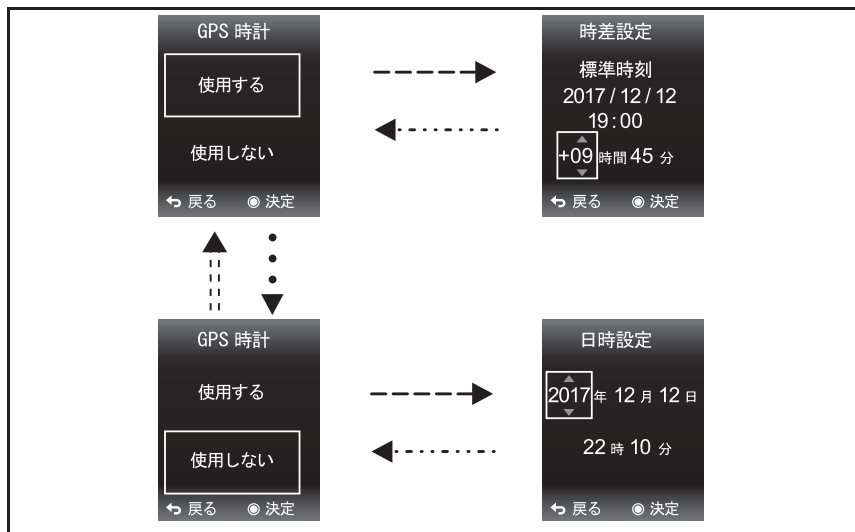 GPS 時計
使用する
使用しない
戻る 決定
時差設定
標準時刻
2017 / 12 / 12
19:00
+09 時間 45 分
戻る 決定
GPS 時計
使用する
使用しない
戻る 決定
日時設定
2017 年 12 月 12 日
22 時 10 分
戻る 決定